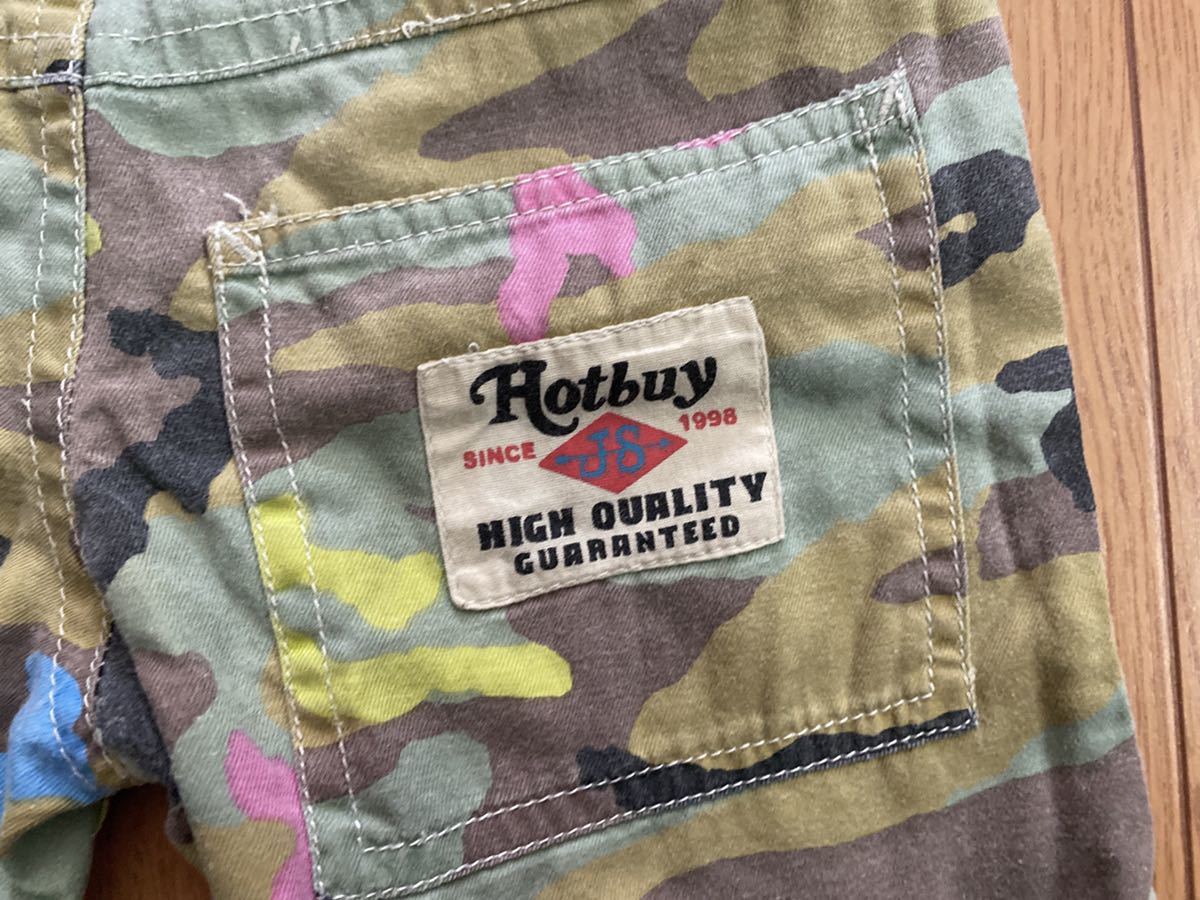 Hotbuy
SINCE JS 1998
HIGH QUALITY
GUARANTEED